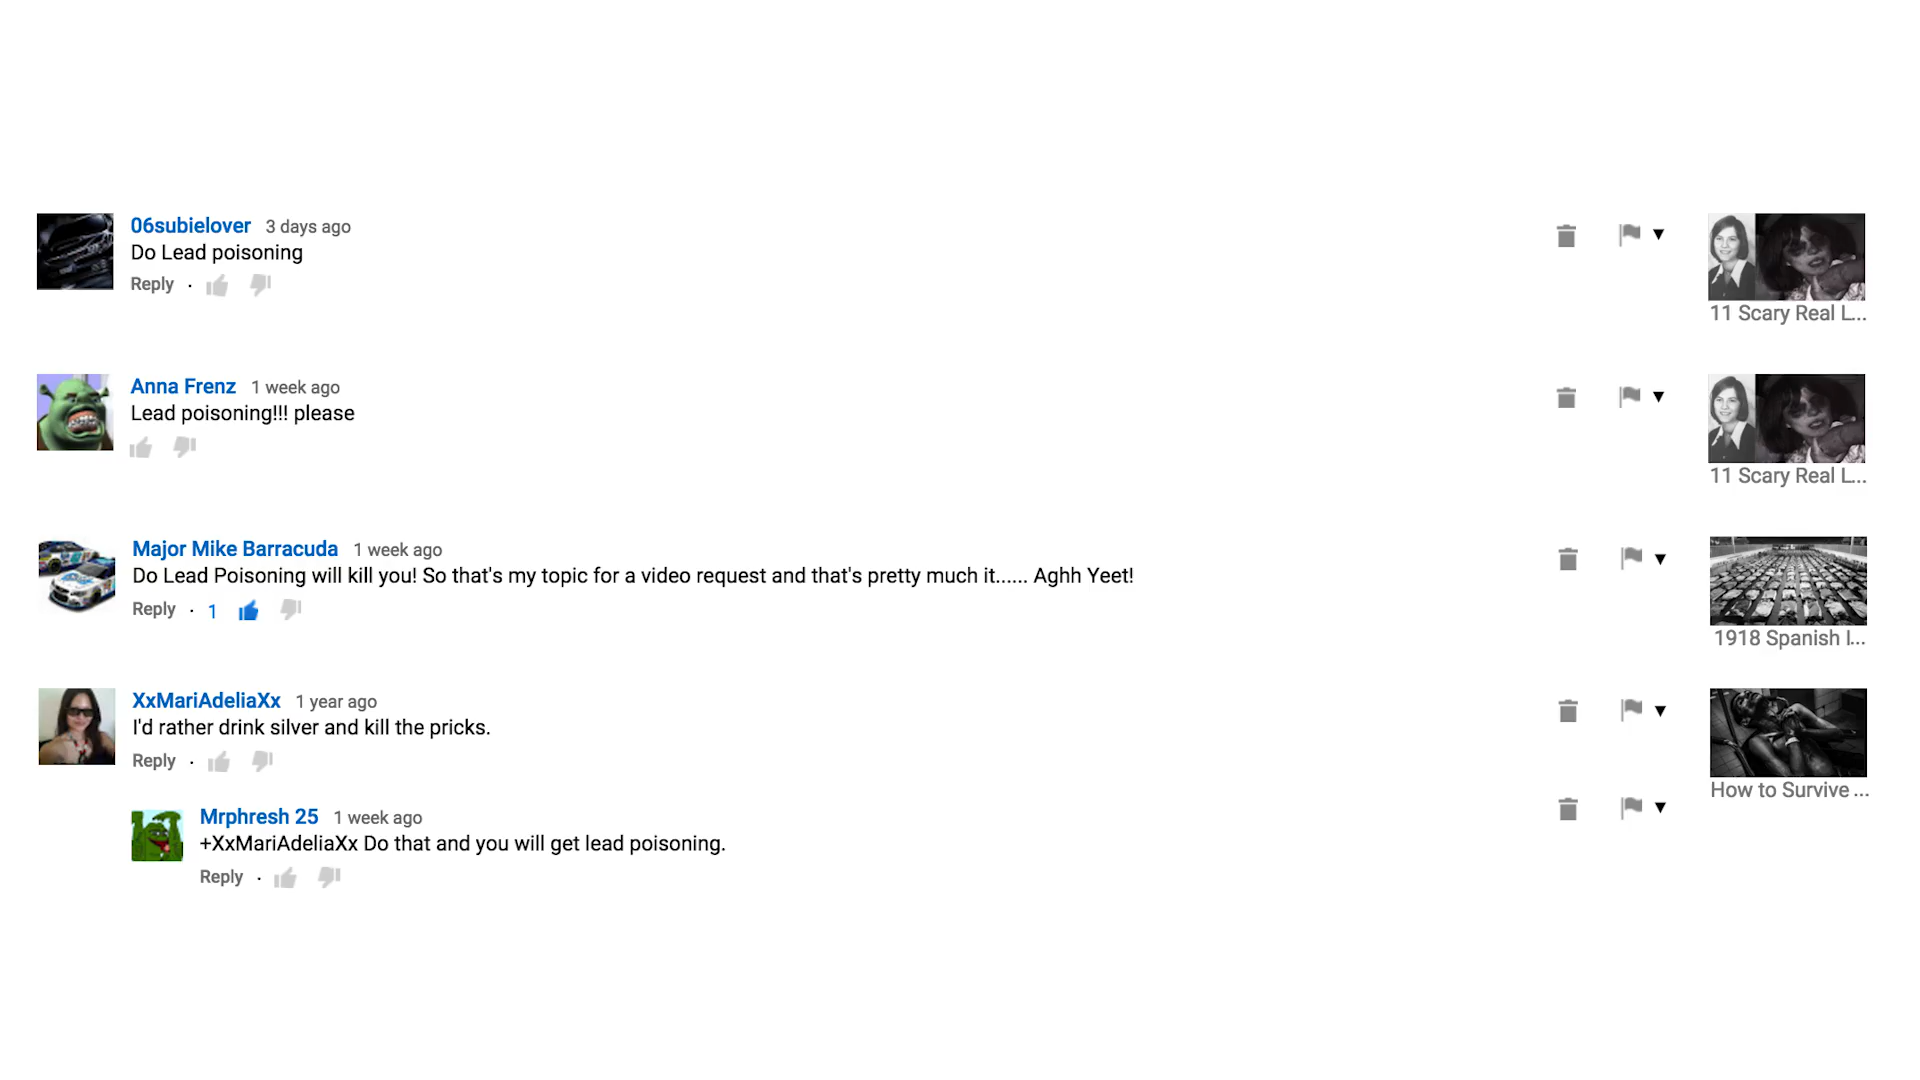 06subielover 3 days ago
Do Lead poisoning
Reply ·
11 Scary Real L...
Anna Frenz 1 week ago
Lead poisoning!!! please
11 Scary Real L...
Major Mike Barracuda 1 week ago
Do Lead Poisoning will kill you! So that's my topic for a video request and that's pretty much it...... Aghh Yeet!
Reply · 1
1918 Spanish I...
XxMariAdeliaXx 1 year ago
I'd rather drink silver and kill the pricks.
Reply ·
How to Survive ...
Mrphresh 25 1 week ago
+XxMariAdeliaXx Do that and you will get lead poisoning.
Reply ·